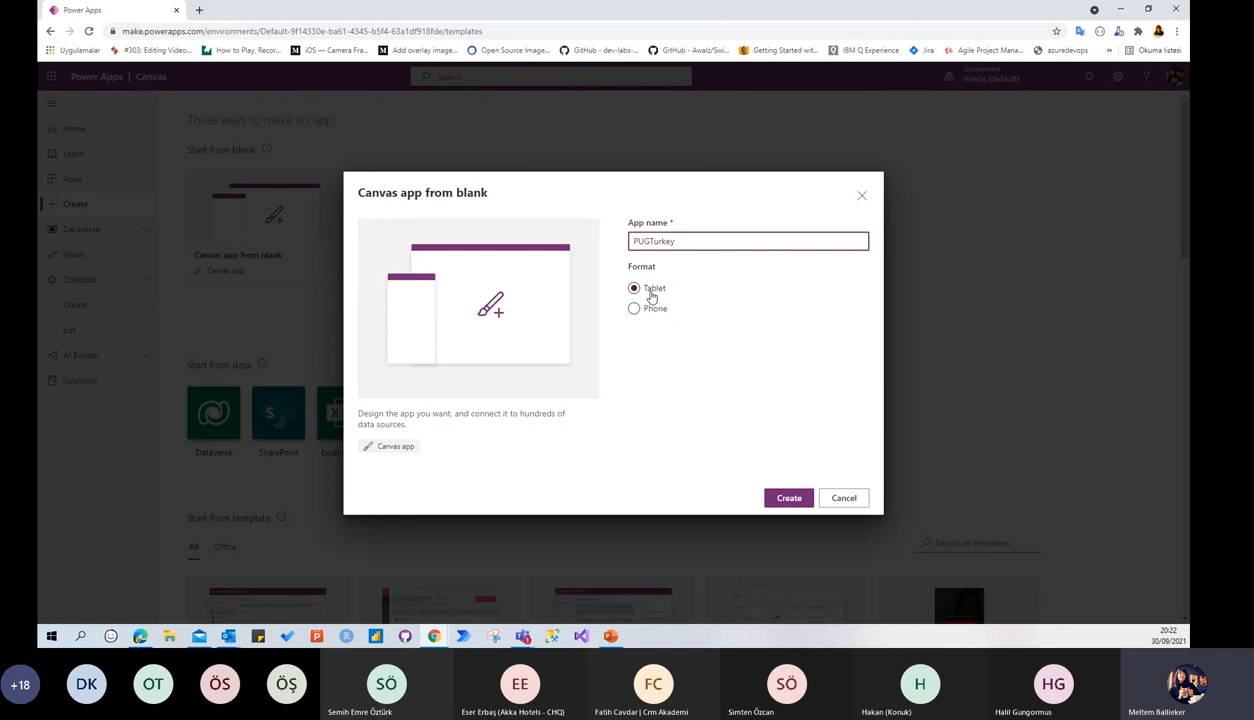 Power Apps
make.powerapps.com/environments/Default-9f14330e-ba61-4345-b5f4-63a1df918fde/templates
Uygulamalar
#303: Editing Video...
How to Play, Recor...
iOS — Camera Fra...
Add overlay image...
Open Source Imag...
GitHub - dev-labs-...
GitHub - Awalz/Swi...
Getting Started wit...
IBM Q Experience
Jira
Agile Project Mana...
azuredevops
»
Okuma listesi
Power Apps | Canvas
Search
Environment
risecls (default)
Home
Learn
Apps
Create
Dataverse
Flows
Chatbots
Create
List
AI Builder
Solutions
Three ways to make an app
Start from blank
Canvas app from blank
Canvas app
Start from data
Dataverse
SharePoint
Excel
Start from template
All
Office
Search all templates
Canvas app from blank
Design the app you want, and connect it to hundreds of
data sources.
Canvas app
App name *
PUGTurkey
Format
Tablet
Phone
Create
Cancel
20:22
30/09/2021
+18
DK
OT
ÖS
ÖŞ
SÖ
Semih Emre Öztürk
EE
Eser Erbaş (Akka Hotels - CHQ)
FC
Fatih Cavdar | Crm Akademi
SÖ
Simten Özcan
H
Hakan (Konuk)
HG
Halil Gungormus
Meltem Ballieker